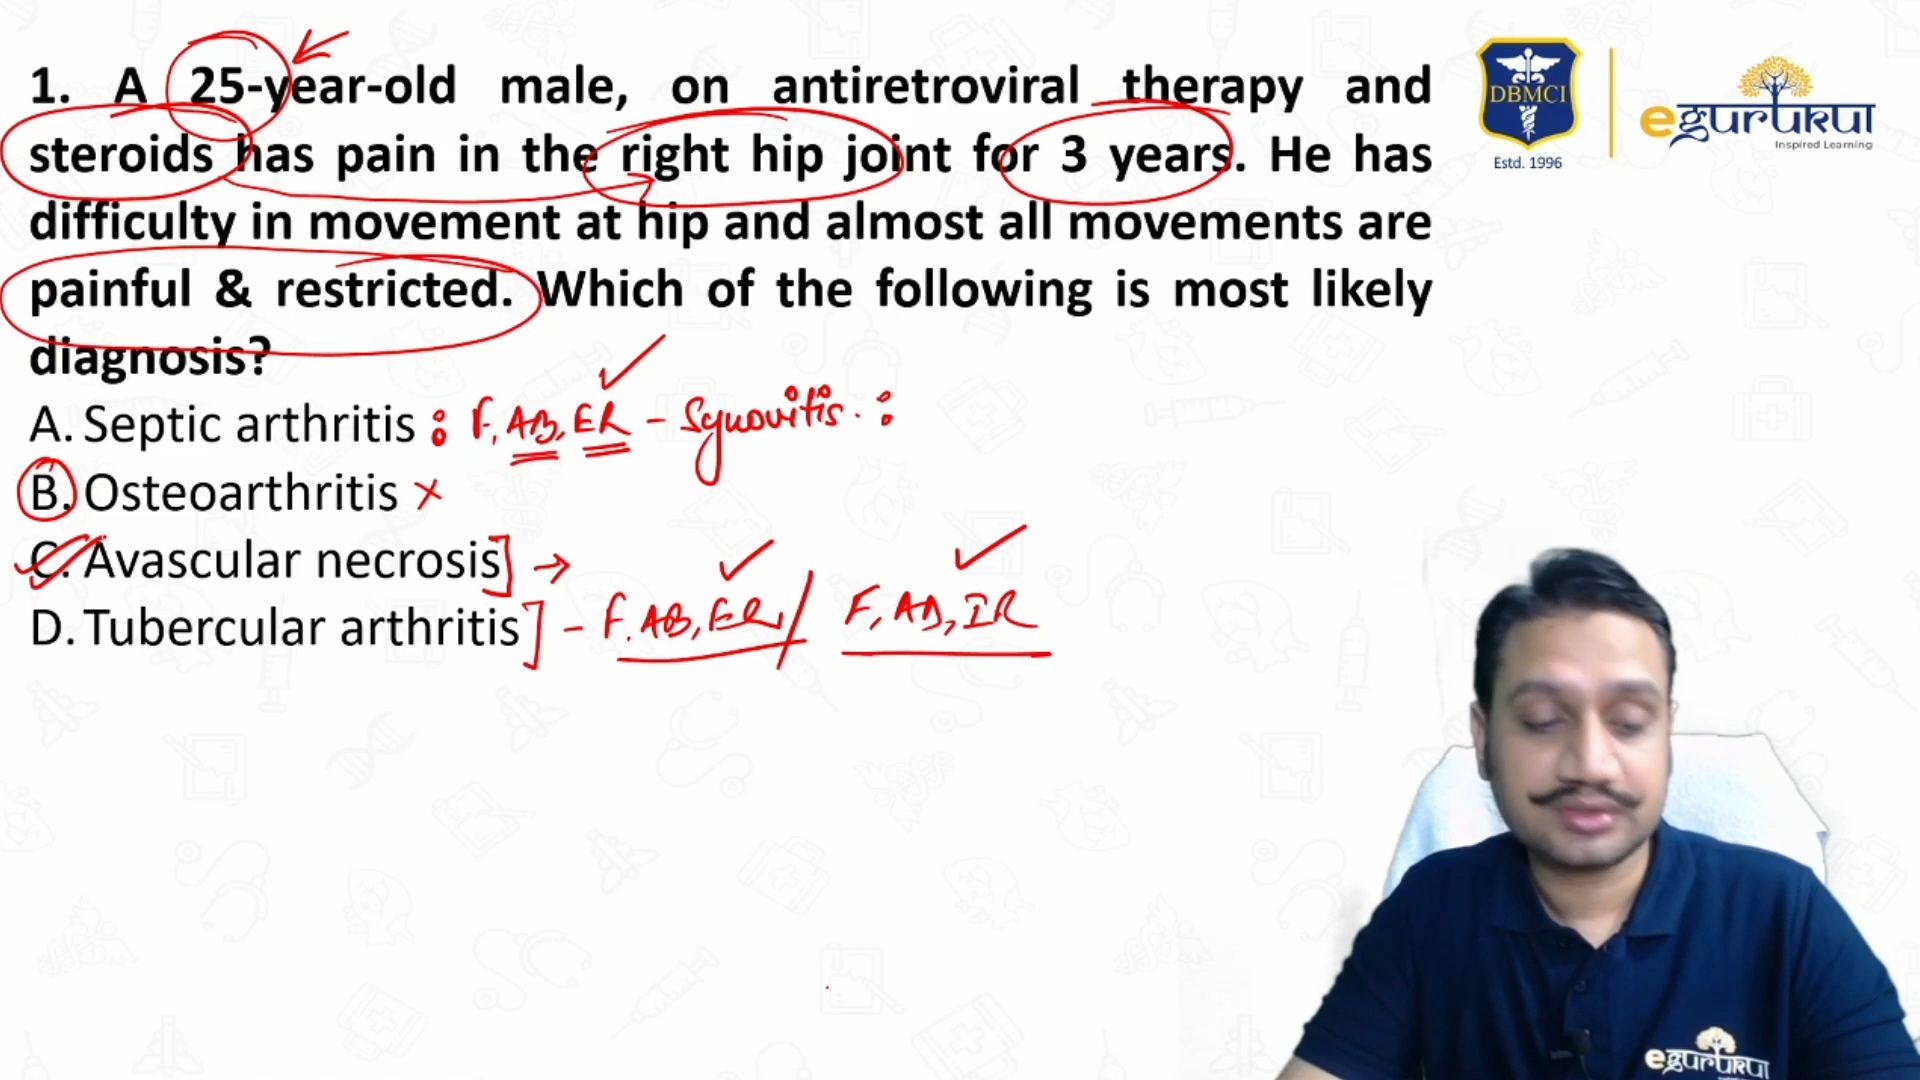 1. A 25-year-old male, on antiretroviral therapy and
steroids has pain in the right hip joint for 3 years. He has
difficulty in movement at hip and almost all movements are
painful & restricted. Which of the following is most likely
diagnosis?
A. Septic arthritis : F, AB, ER - Synovitis. :
B. Osteoarthritis ×
C. Avascular necrosis] →
D. Tubercular arthritis] - F. AB, ER, / F, AD, IR
DBMCI
Estd. 1996
egurukul
Inspired Learning
egurukul